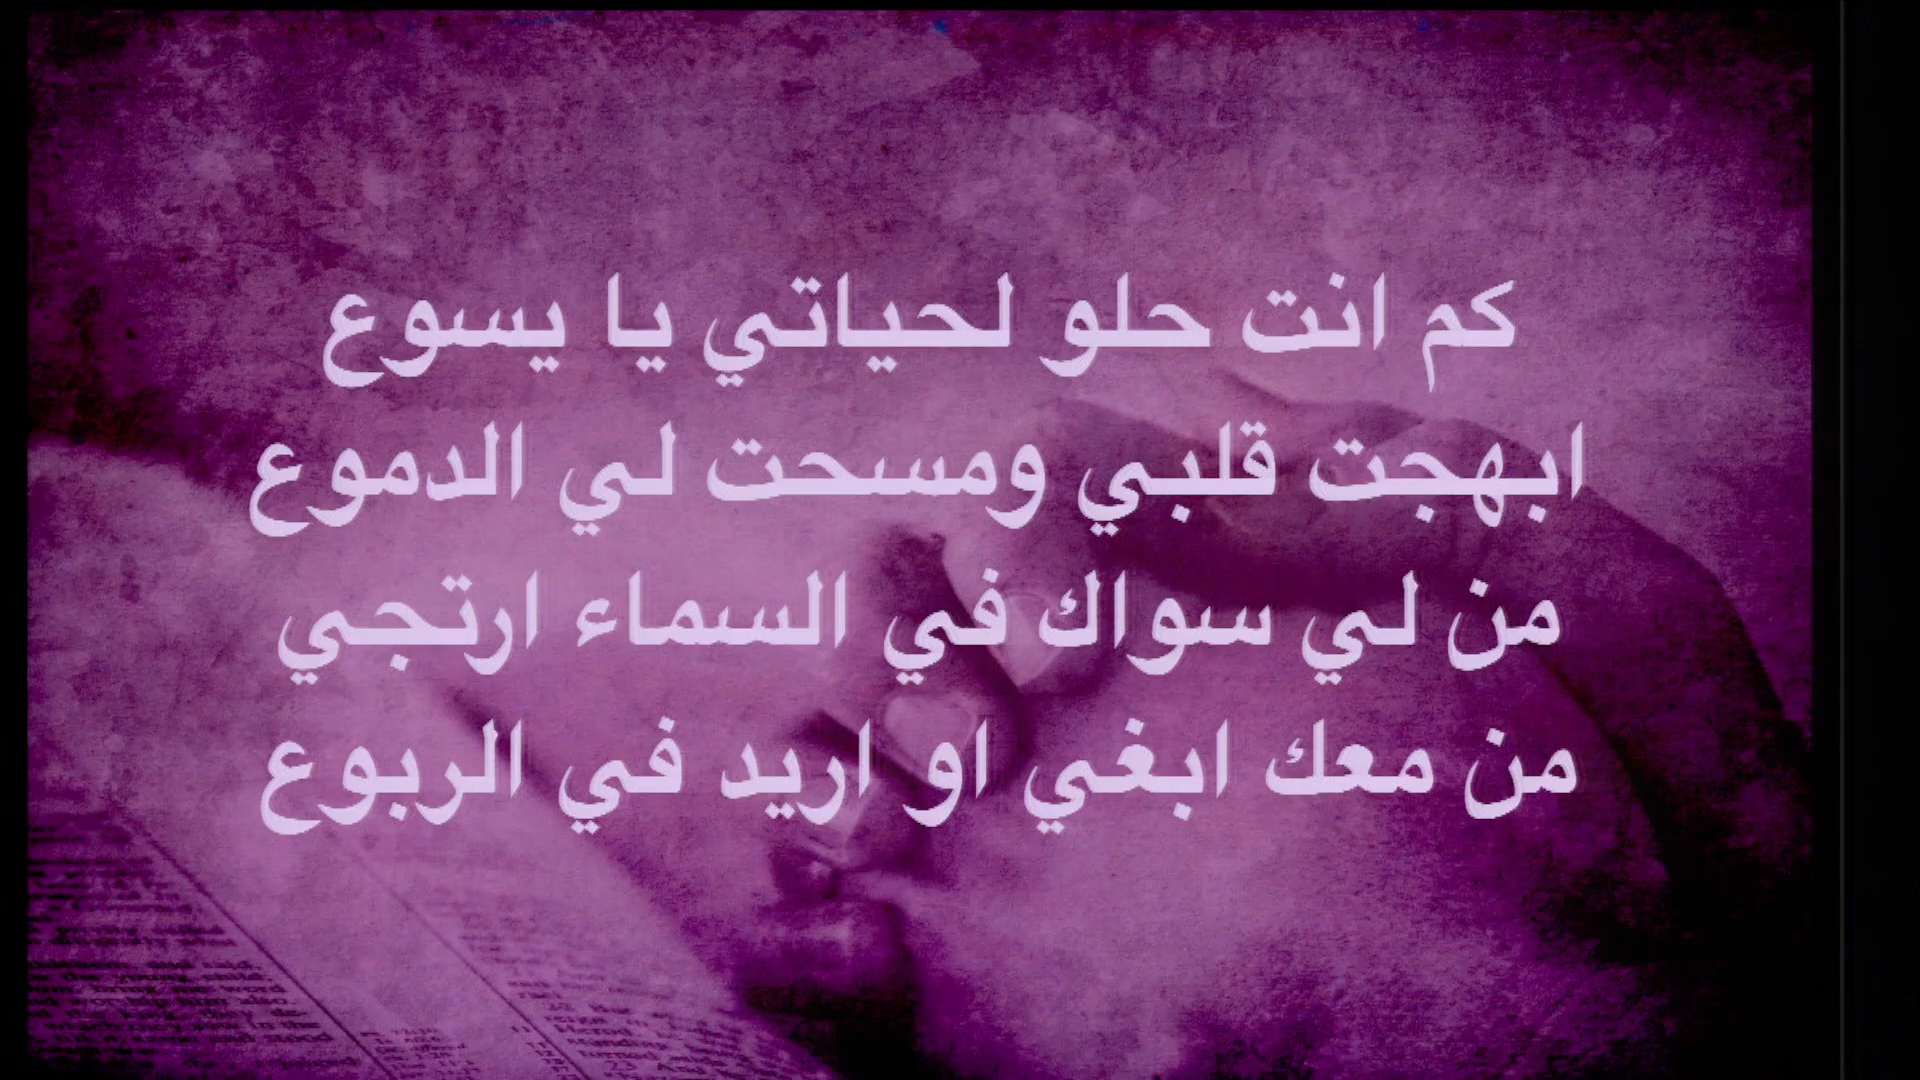 كم انت حلو لحياتي يا يسوع
ابهجت قلبي ومسحت لي الدموع
من لي سواك في السماء ارتجي
من معك ابغي او اريد في الربوع